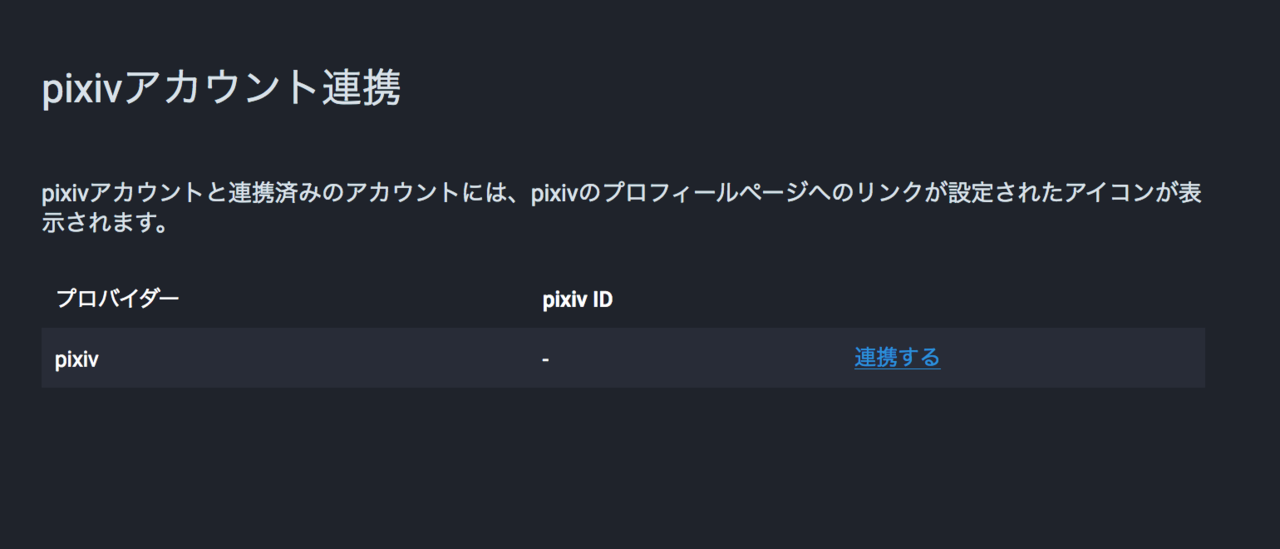 pixivアカウント連携
pixivアカウントと連携済みのアカウントには、pixivのプロフィールページへのリンクが設定されたアイコンが表
示されます。
プロバイダー pixiv ID
pixiv - 連携する